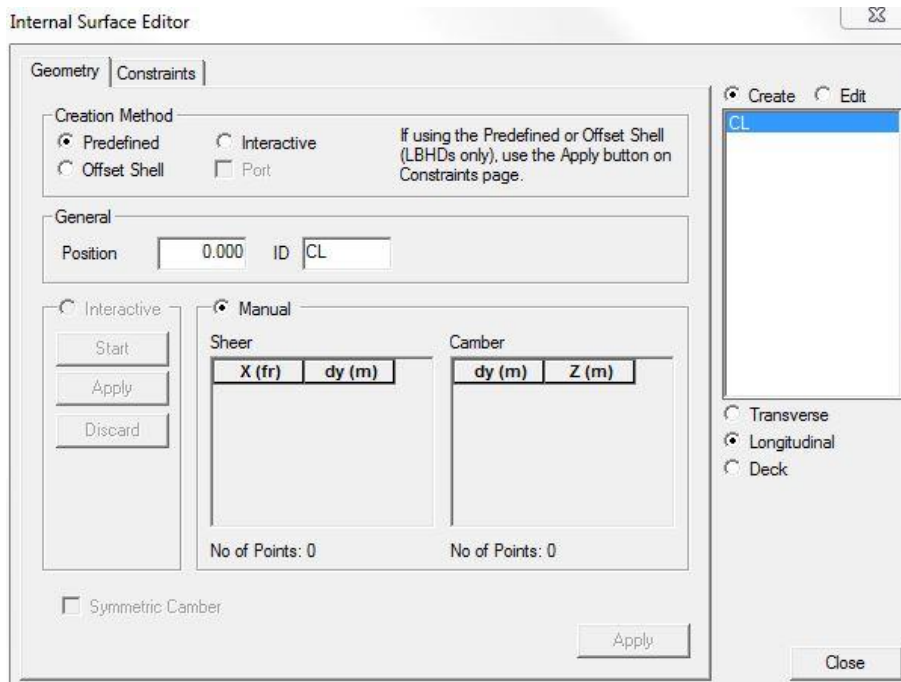 Internal Surface Editor
Geometry
Constraints
Create
Edit
CL
Creation Method
Predefined
Interactive
Offset Shell
Port
If using the Predefined or Offset Shell
(LBHDs only), use the Apply button on
Constraints page.
General
Position
0.000
ID
CL
Interactive
Start
Apply
Discard
Manual
Sheer
X (fr)
dy (m)
No of Points: 0
Camber
dy (m)
Z (m)
No of Points: 0
Transverse
Longitudinal
Deck
Symmetric Camber
Apply
Close